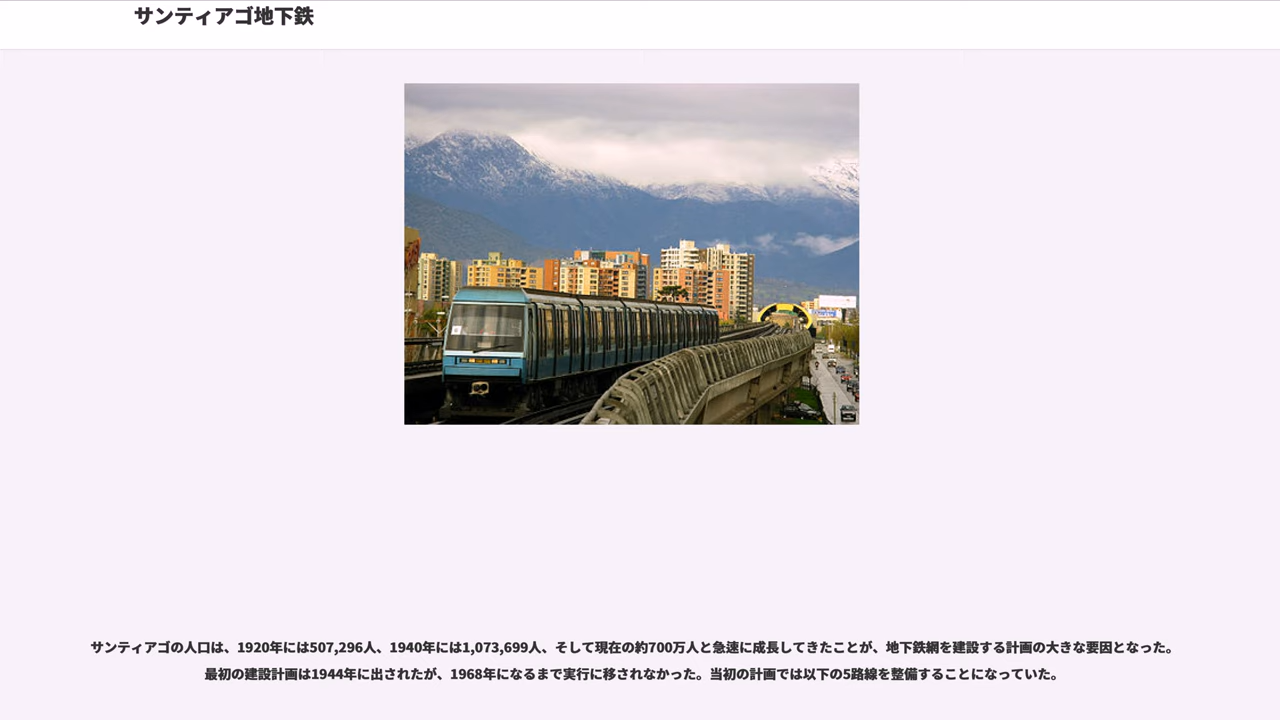 サンティアゴ地下鉄
サンティアゴの人口は、1920年には507,296人、1940年には1,073,699人、そして現在の約700万人と急速に成長してきたことが、地下鉄網を建設する計画の大きな要因となった。
最初の建設計画は1944年に出されたが、1968年になるまで実行に移されなかった。当初の計画では以下の5路線を整備することになっていた。